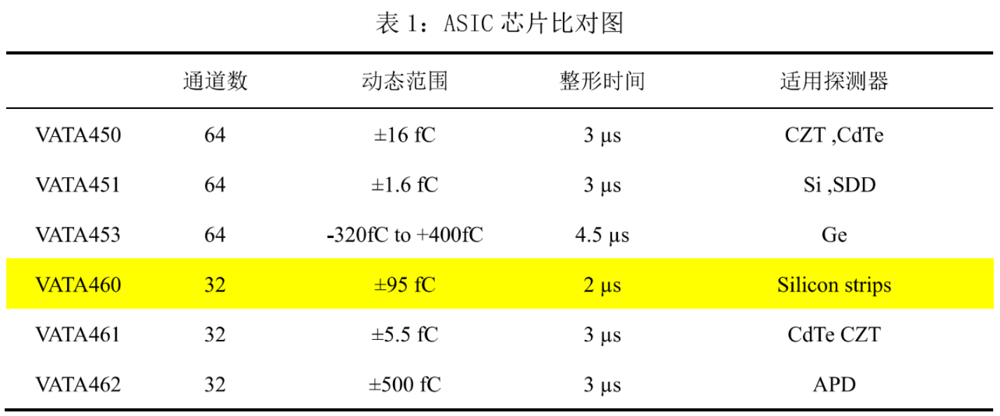 表 1：ASIC 芯片比对图
通道数 动态范围 整形时间 适用探测器
VATA450 64 ±16 fC 3 μs CZT ,CdTe
VATA451 64 ±1.6 fC 3 μs Si ,SDD
VATA453 64 -320fC to +400fC 4.5 μs Ge
VATA460 32 ±95 fC 2 μs Silicon strips
VATA461 32 ±5.5 fC 3 μs CdTe CZT
VATA462 32 ±500 fC 3 μs APD